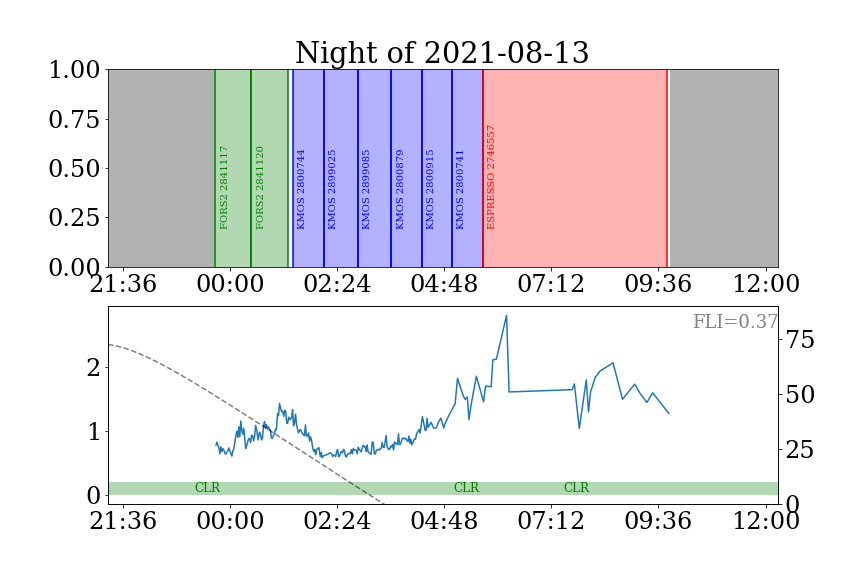 Night of 2021-08-13
1.00
0.75
0.50
0.25
0.00
FORS2 2841117
FORS2 2841120
KMOS 2800744
KMOS 2899025
KMOS 2899085
KMOS 2800879
KMOS 2800915
KMOS 2800741
ESPRESSO 2746557
21:36 00:00 02:24 04:48 07:12 09:36 12:00
FLI=0.37
2
1
0
75
50
25
0
CLR CLR CLR
21:36 00:00 02:24 04:48 07:12 09:36 12:00